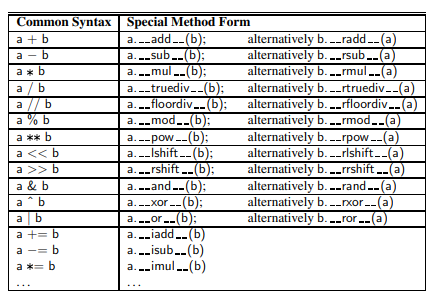 Common Syntax Special Method Form
a + b a.__add__(b); alternatively b.__radd__(a)
a − b a.__sub__(b); alternatively b.__rsub__(a)
a * b a.__mul__(b); alternatively b.__rmul__(a)
a / b a.__truediv__(b); alternatively b.__rtruediv__(a)
a // b a.__floordiv__(b); alternatively b.__rfloordiv__(a)
a % b a.__mod__(b); alternatively b.__rmod__(a)
a ** b a.__pow__(b); alternatively b.__rpow__(a)
a << b a.__lshift__(b); alternatively b.__rlshift__(a)
a >> b a.__rshift__(b); alternatively b.__rrshift__(a)
a & b a.__and__(b); alternatively b.__rand__(a)
a ^ b a.__xor__(b); alternatively b.__rxor__(a)
a | b a.__or__(b); alternatively b.__ror__(a)
a += b a.__iadd__(b)
a −= b a.__isub__(b)
a *= b a.__imul__(b)
... ...